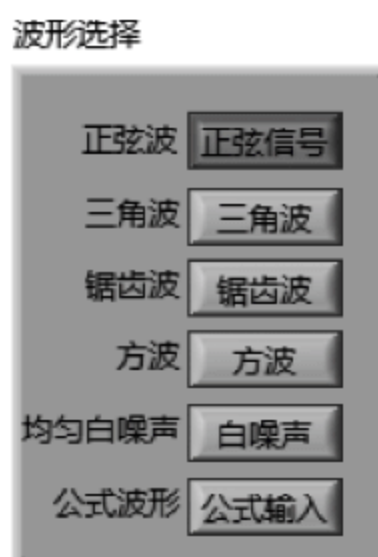 波形选择
正弦波 正弦信号
三角波 三角波
锯齿波 锯齿波
方波 方波
均匀白噪声 白噪声
公式波形 公式输入